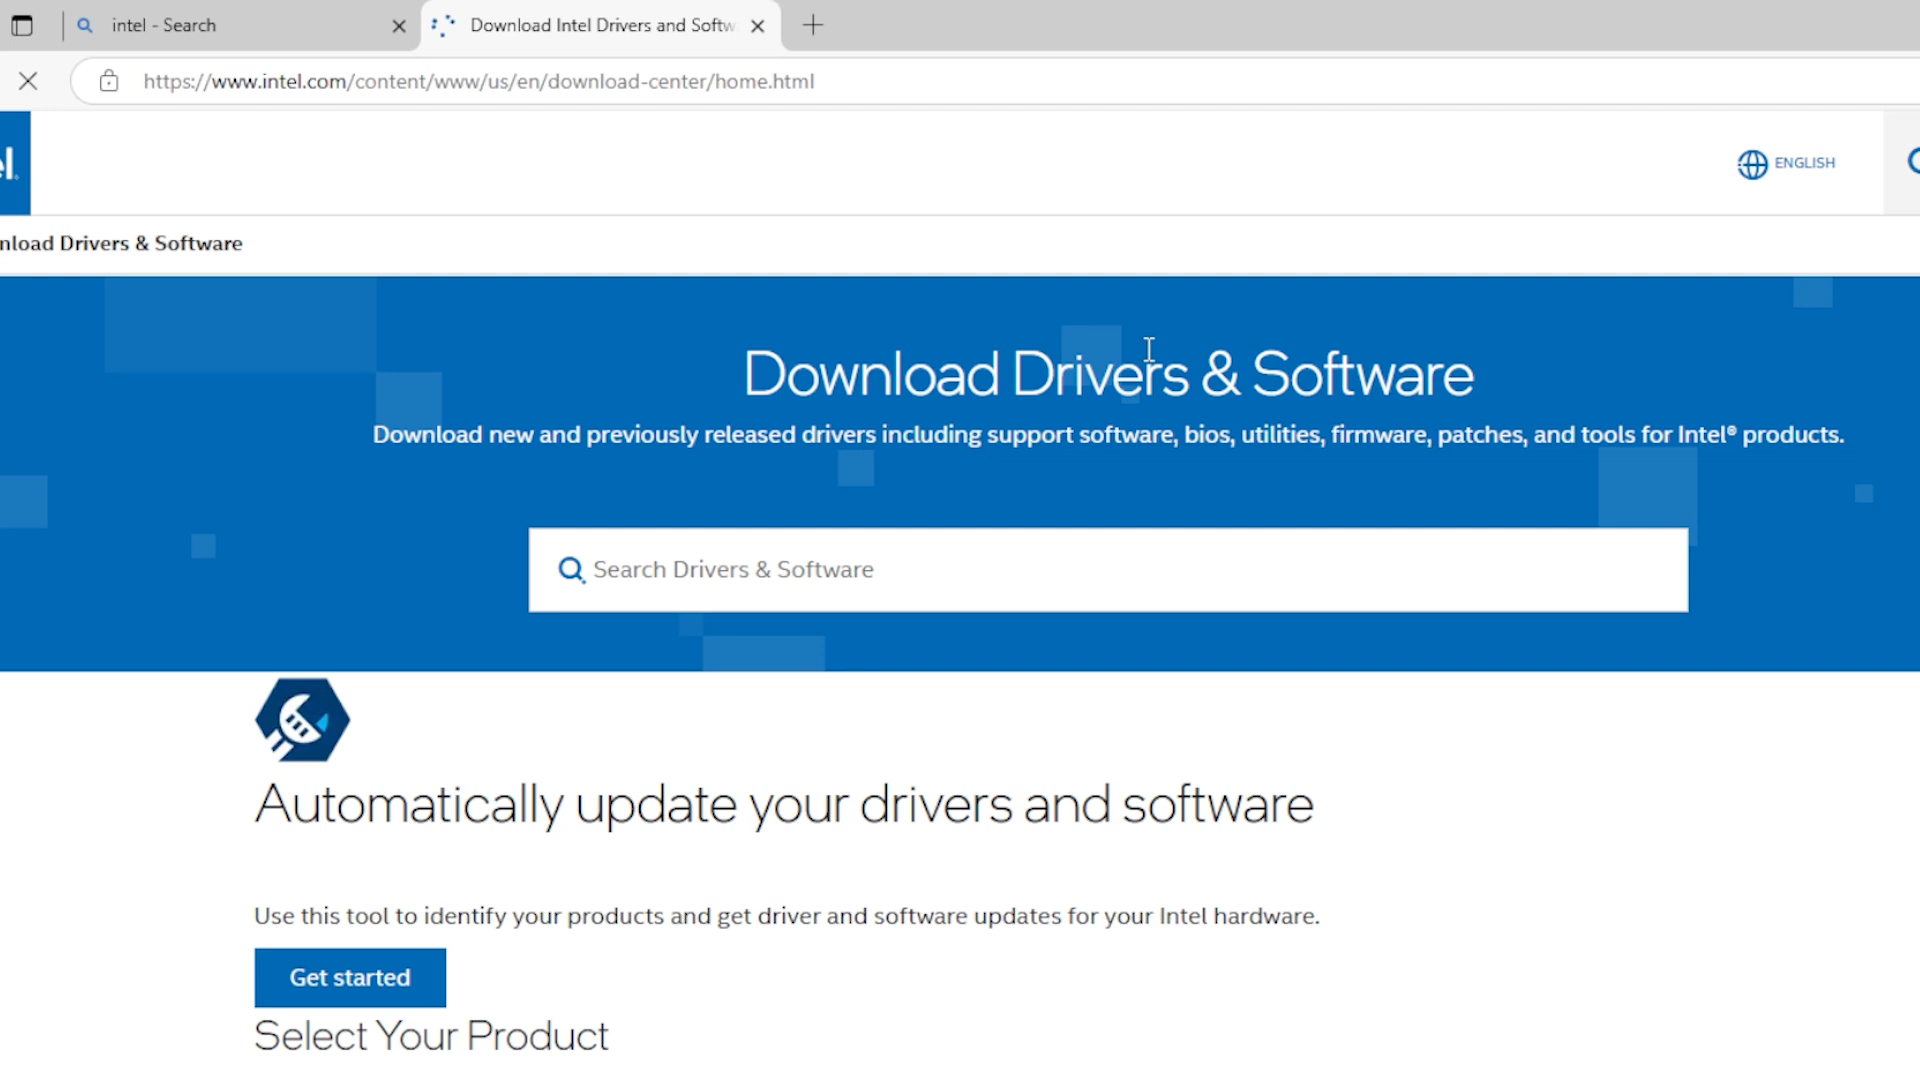 intel - Search
Download Intel Drivers and Softw
https://www.intel.com/content/www/us/en/download-center/home.html
el.
ENGLISH
nload Drivers & Software
Download Drivers & Software
Download new and previously released drivers including support software, bios, utilities, firmware, patches, and tools for Intel® products.
Search Drivers & Software
Automatically update your drivers and software
Use this tool to identify your products and get driver and software updates for your Intel hardware.
Get started
Select Your Product